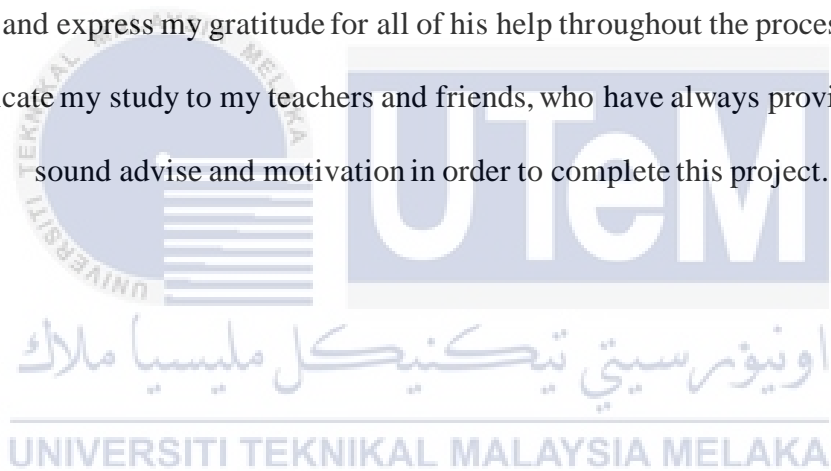 and express my gratitude for all of his help throughout the proces
cate my study to my teachers and friends, who have always provi
sound advise and motivation in order to complete this project.
UTeM
اونيۏرسيتي تيكنيكل مليسيا ملاك
UNIVERSITI TEKNIKAL MALAYSIA MELAKA